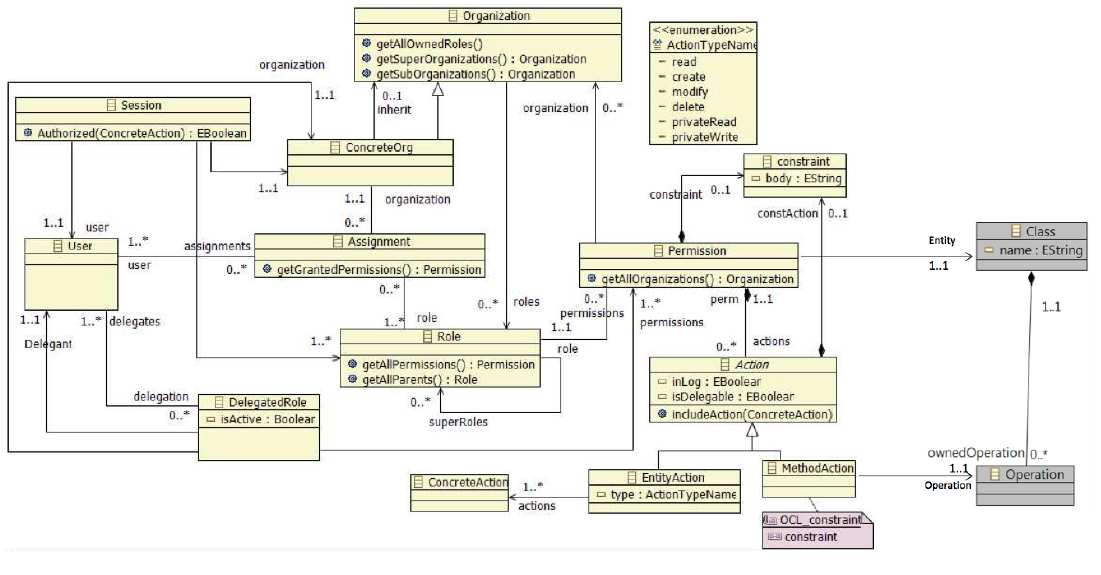 Organization
getAllOwnedRoles()
getSuperOrganizations() : Organization
getSubOrganizations() : Organization
<<enumeration>>
ActionTypeName
read
create
modify
delete
privateRead
privateWrite
organization
1..1
0..1
inherit
organization
0..*
Session
Authorized(ConcreteAction) : EBoolean
ConcreteOrg
1..1
1..1
organization
0..*
constraint
body : EString
constraint
0..1
constAction
0..1
1..1
user
User
1..*
user
assignments
0..*
Assignment
getGrantedPermissions() : Permission
0..*
Permission
getAllOrganizations() : Organization
Entity
1..1
Class
name : EString
1..1
0..*
roles
0..*
permissions
1..*
permissions
perm
1..1
1..1
Delegant
1..*
delegates
1..*
role
1..*
Role
getAllPermissions() : Permission
getAllParents() : Role
1..1
role
0..*
superRoles
0..*
actions
Action
inLog : EBoolean
isDelegable : EBoolean
includeAction(ConcreteAction)
delegation
0..*
DelegatedRole
isActive : Boolean
ConcreteAction
1..*
actions
EntityAction
type : ActionTypeName
MethodAction
ownedOperation
0..*
1..1
Operation
Operation
OCL_constraint
constraint